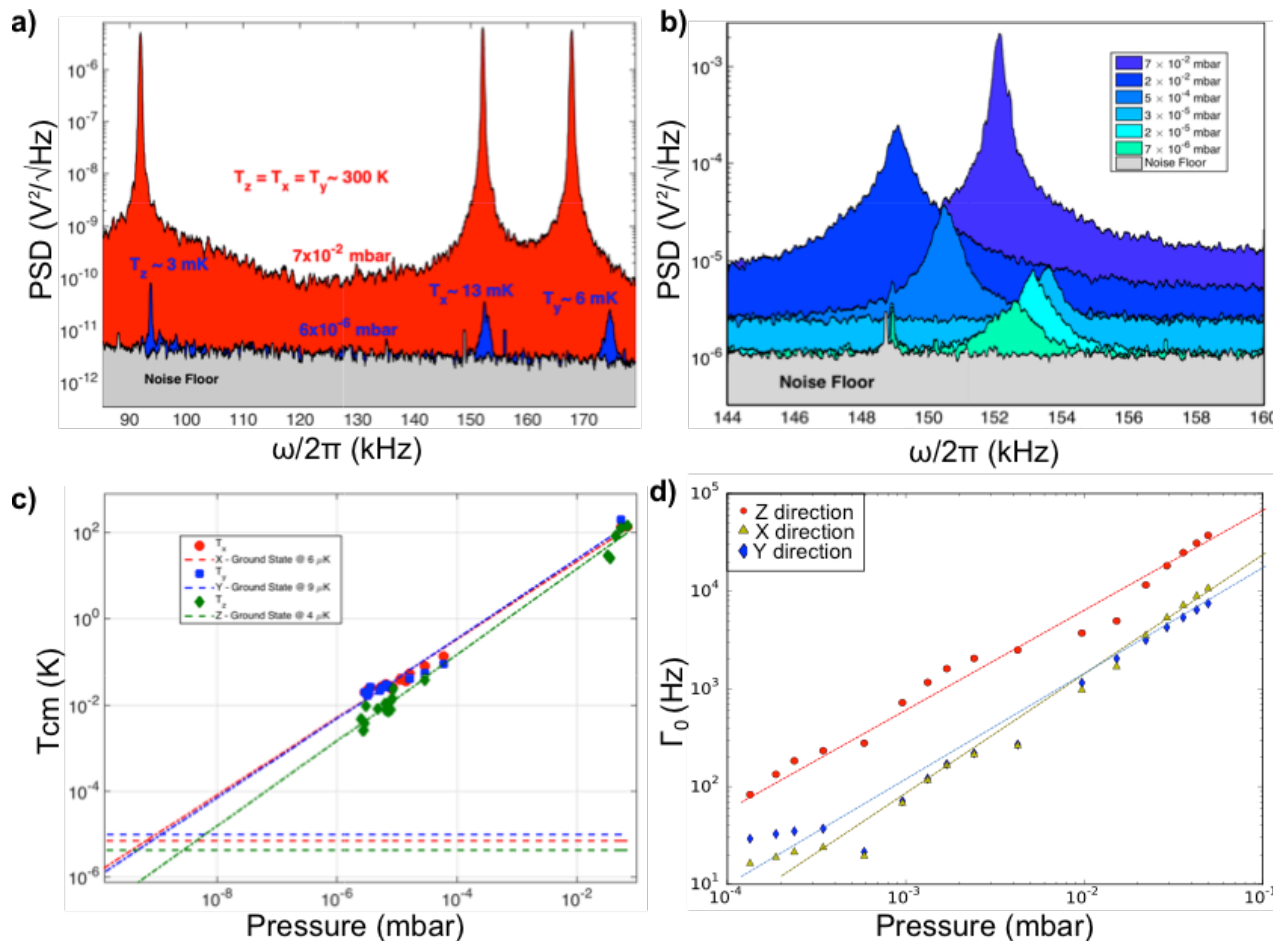 a)
PSD (V²/√Hz)
10⁻⁶
10⁻⁷
10⁻⁸
10⁻⁹
10⁻¹⁰
10⁻¹¹
10⁻¹²
T_z = T_x = T_y ~ 300 K
7x10⁻² mbar
T_z ~ 3 mK
T_x ~ 13 mK
T_y ~ 6 mK
6x10⁻⁶ mbar
Noise Floor
90 100 110 120 130 140 150 160 170
ω/2π (kHz)
b)
PSD (V²/√Hz)
10⁻³
10⁻⁴
10⁻⁵
10⁻⁶
7 × 10⁻² mbar
2 × 10⁻² mbar
5 × 10⁻⁴ mbar
3 × 10⁻⁵ mbar
2 × 10⁻⁵ mbar
7 × 10⁻⁶ mbar
Noise Floor
Noise Floor
144 146 148 150 152 154 156 158 160
ω/2π (kHz)
c)
Tcm (K)
10²
10⁰
10⁻²
10⁻⁴
10⁻⁶
T_x
X - Ground State @ 6 μK
T_y
Y - Ground State @ 9 μK
T_z
Z - Ground State @ 4 μK
10⁻⁸ 10⁻⁶ 10⁻⁴ 10⁻²
Pressure (mbar)
d)
Γ₀ (Hz)
10⁵
10⁴
10³
10²
10¹
Z direction
X direction
Y direction
10⁻⁴ 10⁻³ 10⁻² 10⁻¹
Pressure (mbar)